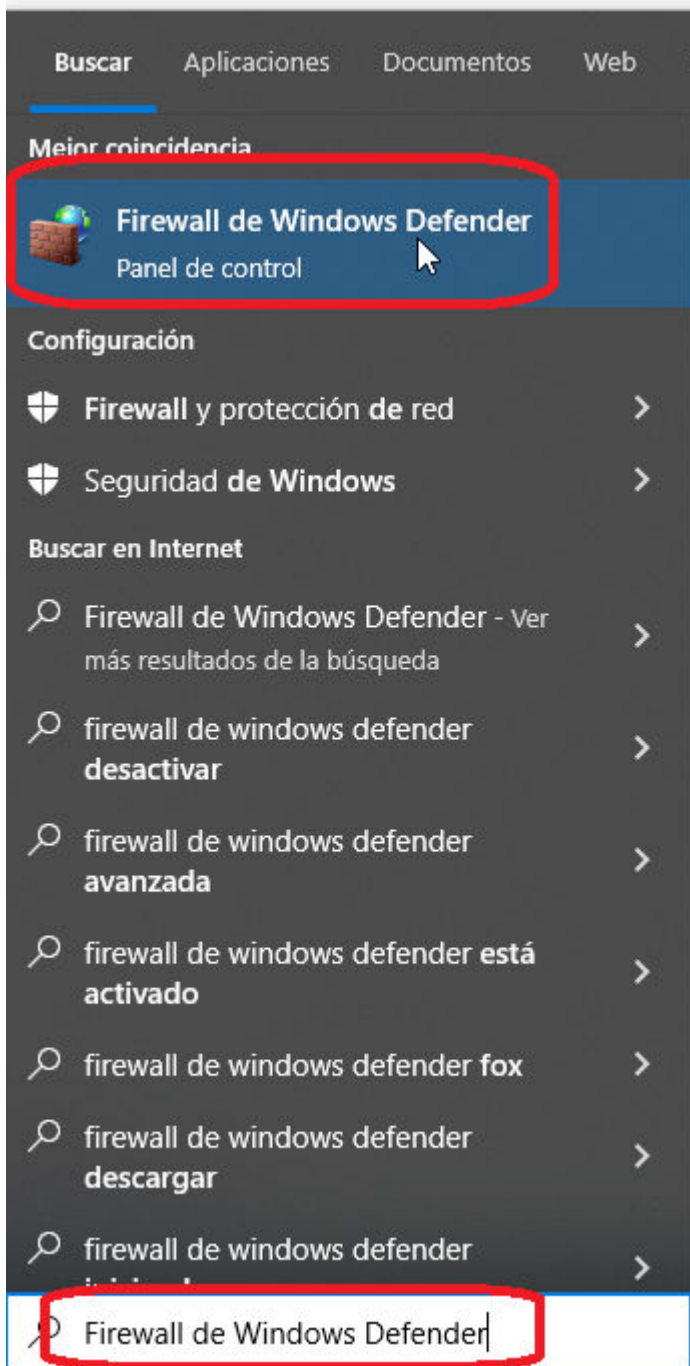 Buscar Aplicaciones Documentos Web
Mejor coincidencia
Firewall de Windows Defender
Panel de control
Configuración
Firewall y protección de red
Seguridad de Windows
Buscar en Internet
Firewall de Windows Defender - Ver
más resultados de la búsqueda
firewall de windows defender
desactivar
firewall de windows defender
avanzada
firewall de windows defender está
activado
firewall de windows defender fox
firewall de windows defender
descargar
firewall de windows defender
Firewall de Windows Defender